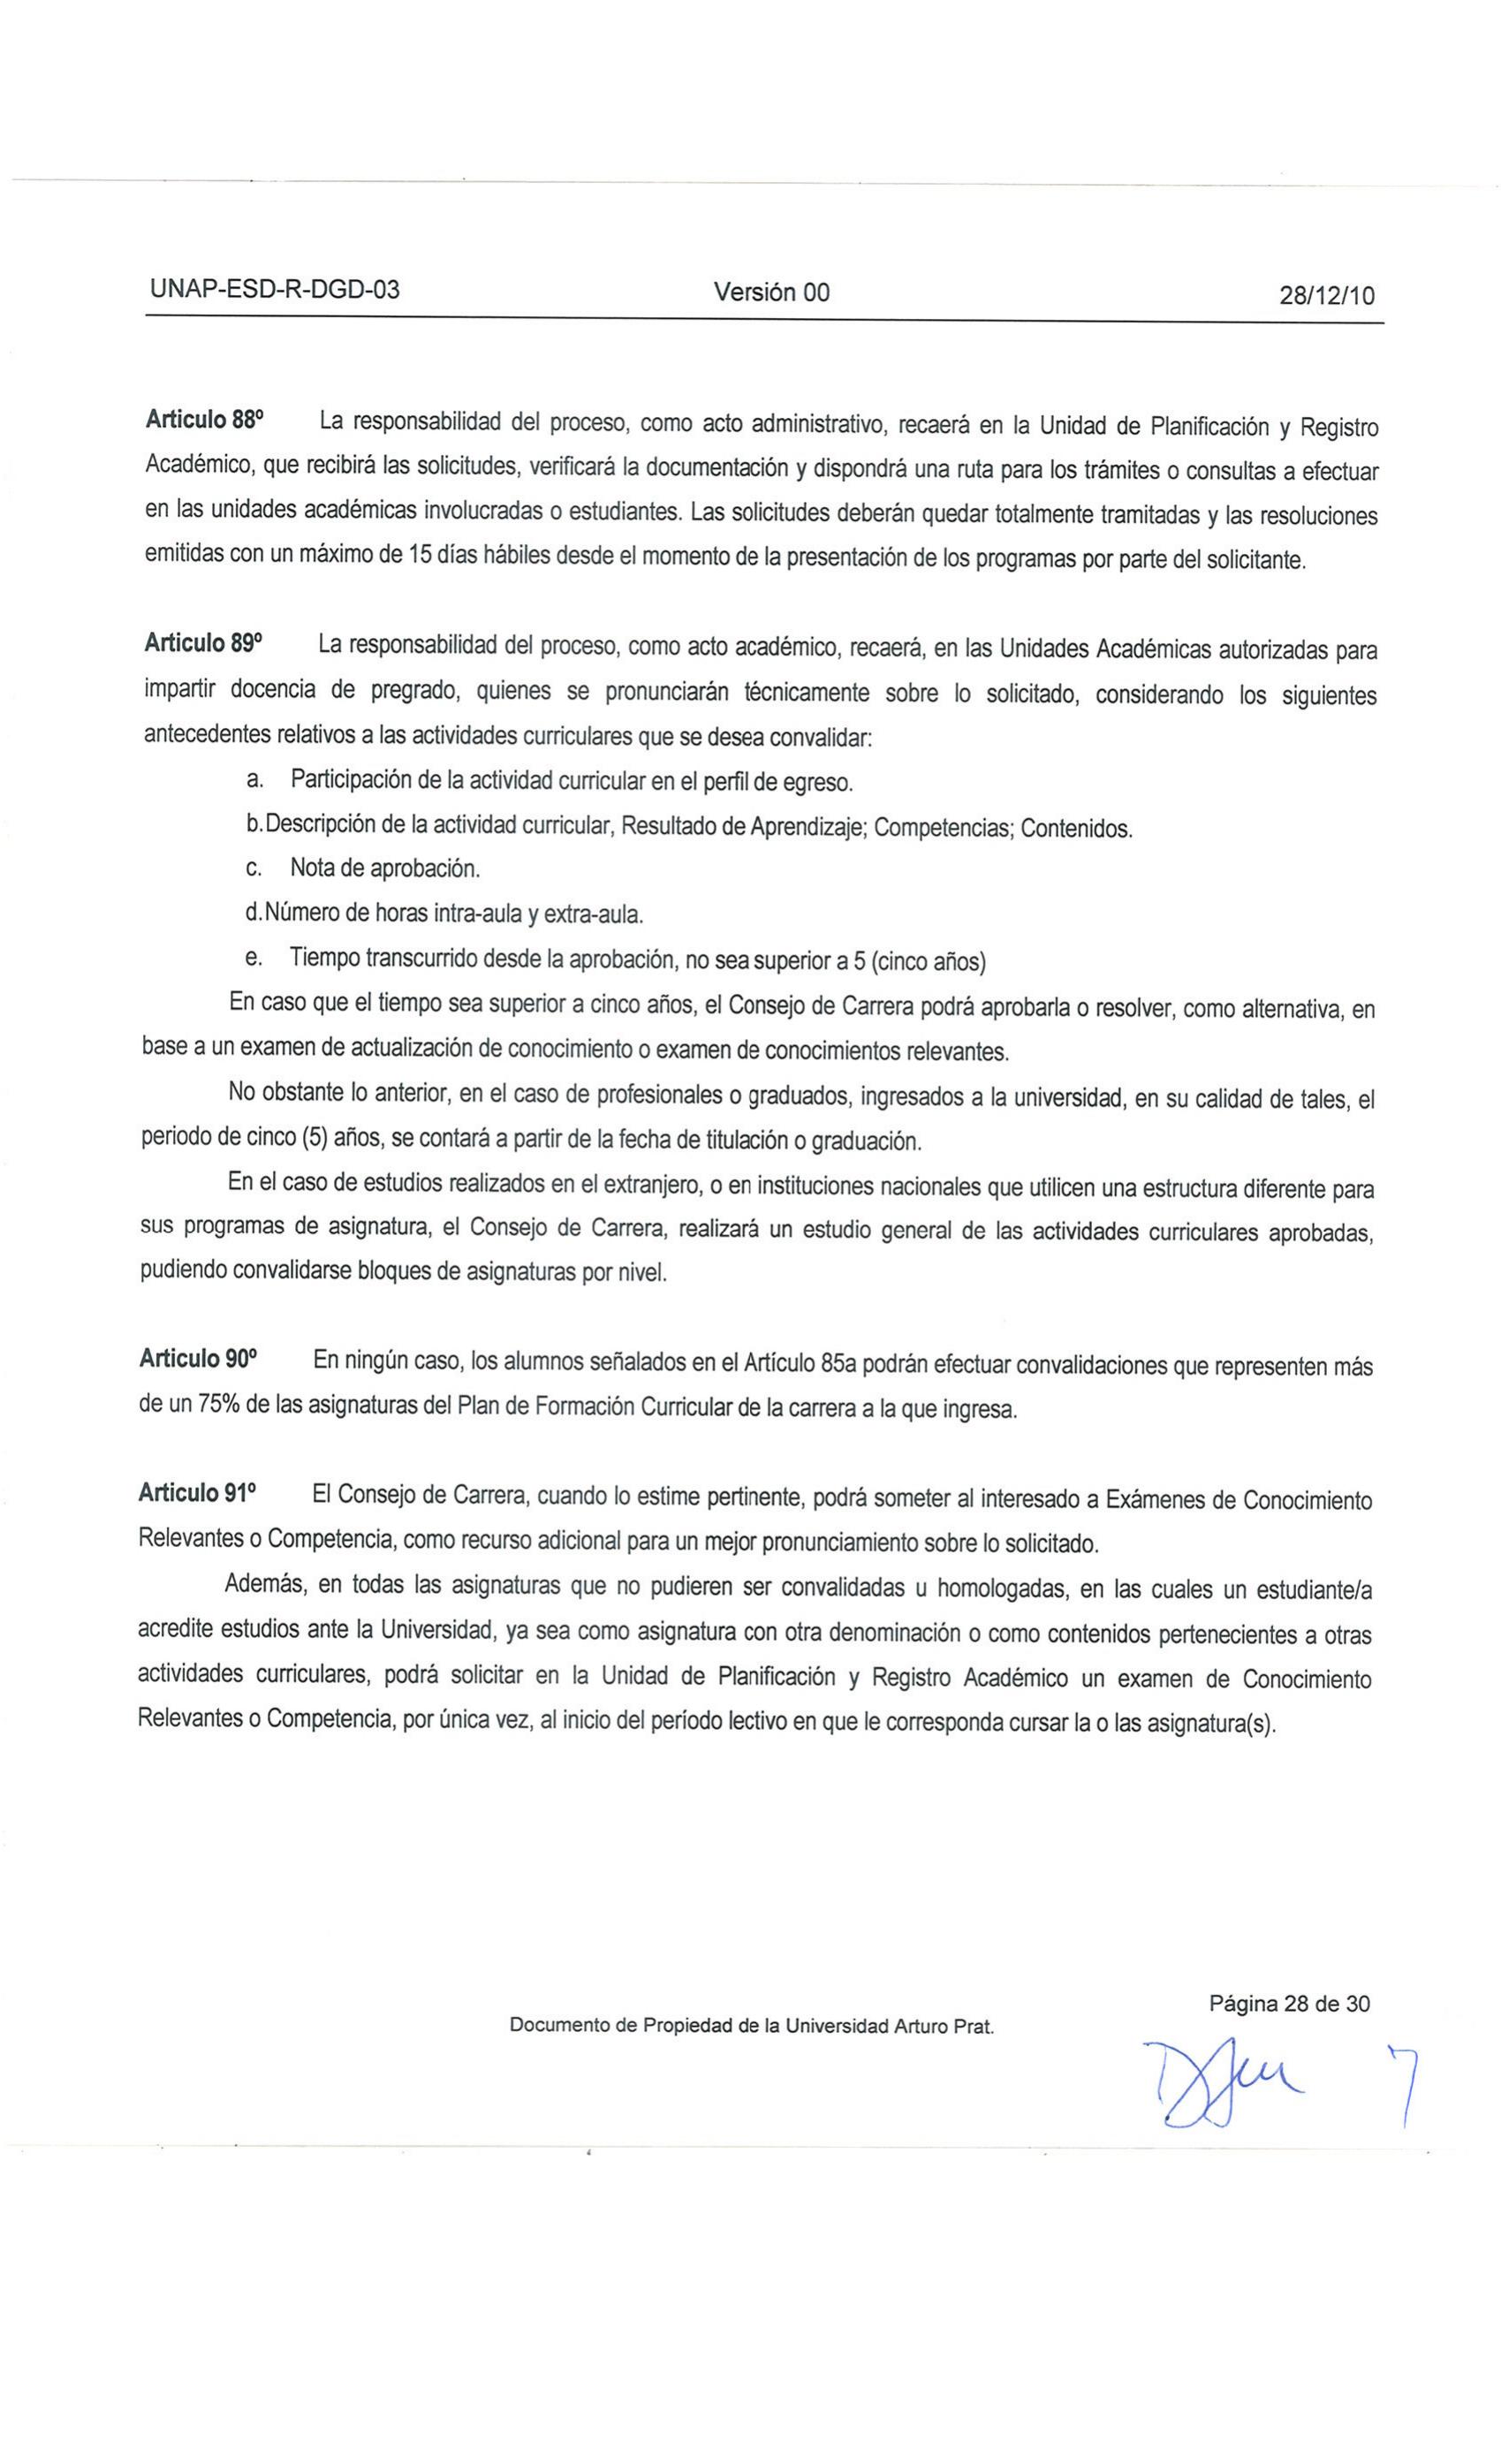 UNAP-ESD-R-DGD-03 Versión 00 28/12/10
Articulo 88º La responsabilidad del proceso, como acto administrativo, recaerá en la Unidad de Planificación y Registro
Académico, que recibirá las solicitudes, verificará la documentación y dispondrá una ruta para los trámites o consultas a efectuar
en las unidades académicas involucradas o estudiantes. Las solicitudes deberán quedar totalmente tramitadas y las resoluciones
emitidas con un máximo de 15 días hábiles desde el momento de la presentación de los programas por parte del solicitante.
Articulo 89º La responsabilidad del proceso, como acto académico, recaerá, en las Unidades Académicas autorizadas para
impartir docencia de pregrado, quienes se pronunciarán técnicamente sobre lo solicitado, considerando los siguientes
antecedentes relativos a las actividades curriculares que se desea convalidar:
a. Participación de la actividad curricular en el perfil de egreso.
b. Descripción de la actividad curricular, Resultado de Aprendizaje; Competencias; Contenidos.
c. Nota de aprobación.
d. Número de horas intra-aula y extra-aula.
e. Tiempo transcurrido desde la aprobación, no sea superior a 5 (cinco años)
En caso que el tiempo sea superior a cinco años, el Consejo de Carrera podrá aprobarla o resolver, como alternativa, en
base a un examen de actualización de conocimiento o examen de conocimientos relevantes.
No obstante lo anterior, en el caso de profesionales o graduados, ingresados a la universidad, en su calidad de tales, el
periodo de cinco (5) años, se contará a partir de la fecha de titulación o graduación.
En el caso de estudios realizados en el extranjero, o en instituciones nacionales que utilicen una estructura diferente para
sus programas de asignatura, el Consejo de Carrera, realizará un estudio general de las actividades curriculares aprobadas,
pudiendo convalidarse bloques de asignaturas por nivel.
Articulo 90º En ningún caso, los alumnos señalados en el Artículo 85a podrán efectuar convalidaciones que representen más
de un 75% de las asignaturas del Plan de Formación Curricular de la carrera a la que ingresa.
Articulo 91º El Consejo de Carrera, cuando lo estime pertinente, podrá someter al interesado a Exámenes de Conocimiento
Relevantes o Competencia, como recurso adicional para un mejor pronunciamiento sobre lo solicitado.
Además, en todas las asignaturas que no pudieren ser convalidadas u homologadas, en las cuales un estudiante/a
acredite estudios ante la Universidad, ya sea como asignatura con otra denominación o como contenidos pertenecientes a otras
actividades curriculares, podrá solicitar en la Unidad de Planificación y Registro Académico un examen de Conocimiento
Relevantes o Competencia, por única vez, al inicio del período lectivo en que le corresponda cursar la o las asignatura(s).
Página 28 de 30
Documento de Propiedad de la Universidad Arturo Prat.